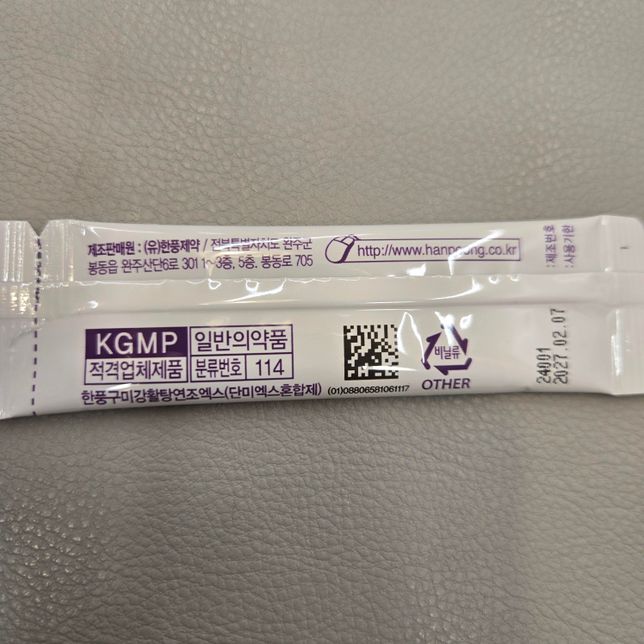 제조판매원 : (유)한풍제약 / 전북특별자치도 완주군
봉동읍 완주산단6로 301 1~3층, 5층. 봉동로 705
http://www.hanpoong.co.kr
KGMP
적격업체제품
일반의약품
분류번호 114
한풍구미강활탕연조엑스(단미엑스혼합제)
(01)08806581061117
비닐류
OTHER
제조번호 :
사용기한 :
24001
2027.02.07